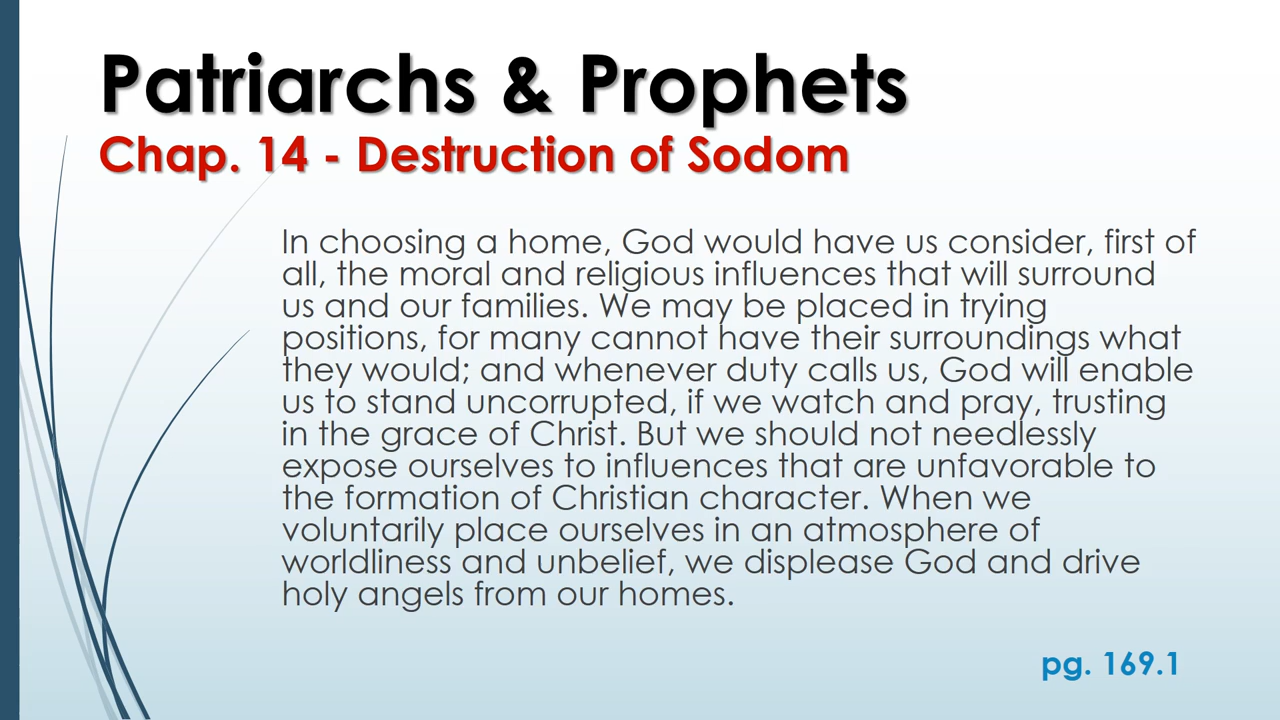 Patriarchs & Prophets
Chap. 14 - Destruction of Sodom
In choosing a home, God would have us consider, first of
all, the moral and religious influences that will surround
us and our families. We may be placed in trying
positions, for many cannot have their surroundings what
they would; and whenever duty calls us, God will enable
us to stand uncorrupted, if we watch and pray, trusting
in the grace of Christ. But we should not needlessly
expose ourselves to influences that are unfavorable to
the formation of Christian character. When we
voluntarily place ourselves in an atmosphere of
worldliness and unbelief, we displease God and drive
holy angels from our homes.
pg. 169.1